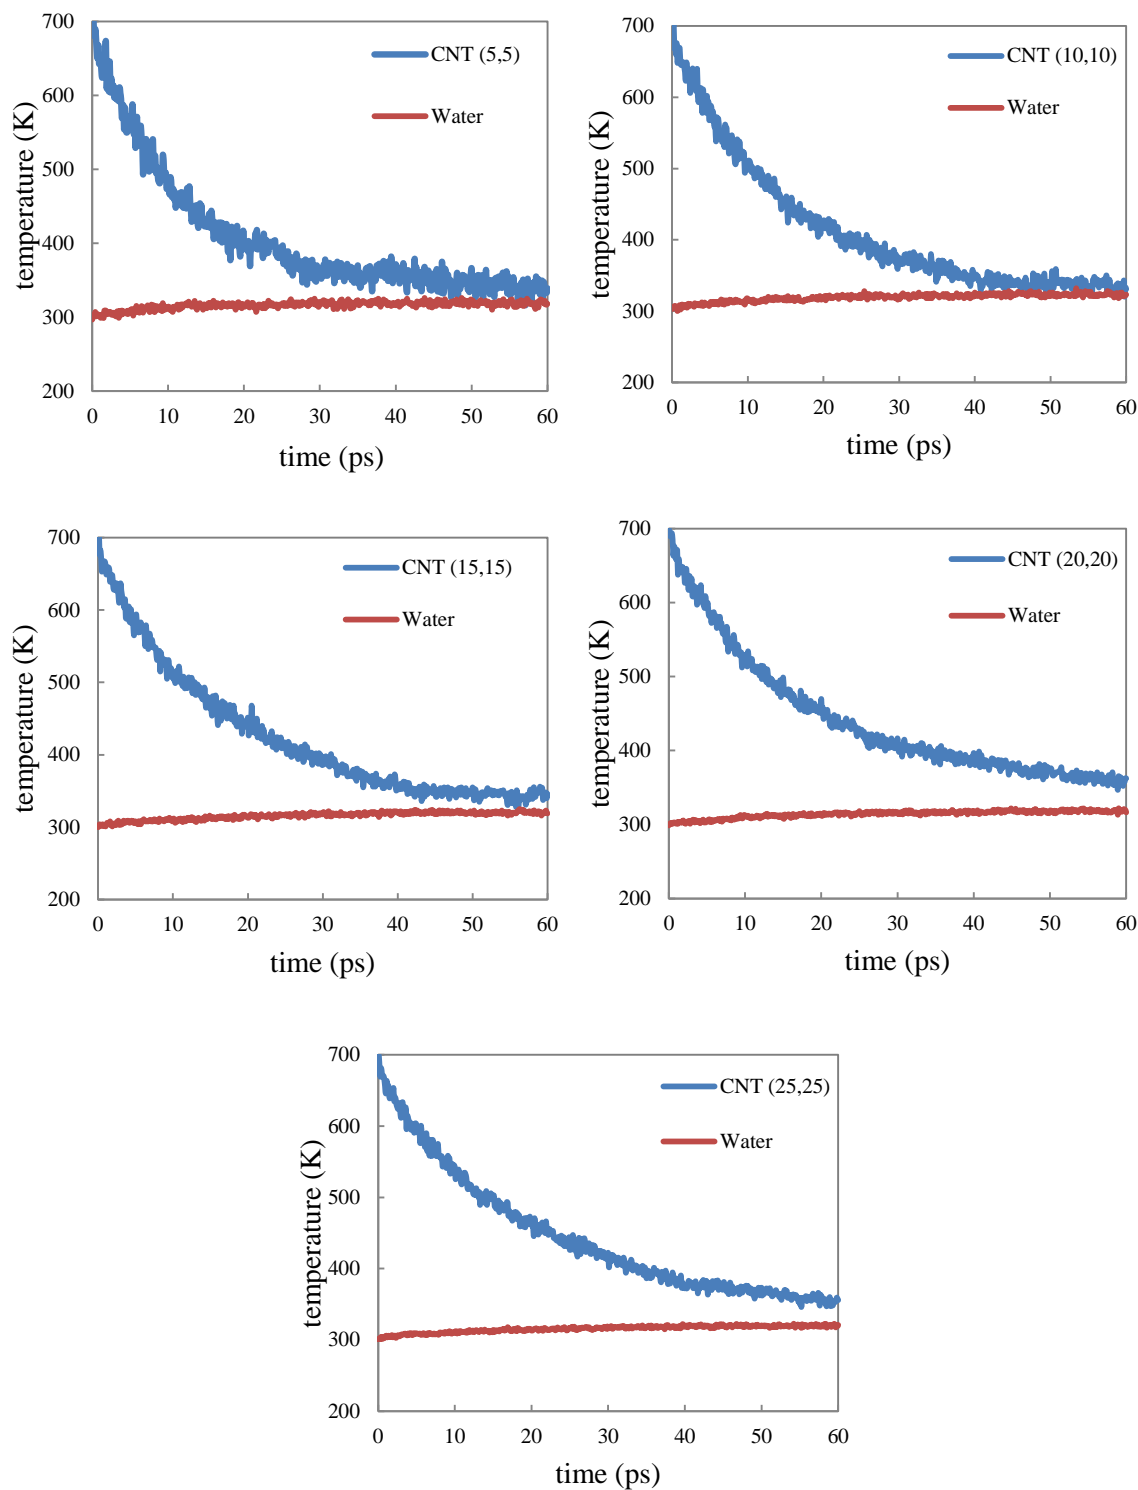 700
600
500
400
300
200
temperature (K)
CNT (5,5)
Water
0 10 20 30 40 50 60
time (ps)
700
600
500
400
300
200
temperature (K)
CNT (10,10)
Water
0 10 20 30 40 50 60
time (ps)
700
600
500
400
300
200
temperature (K)
CNT (15,15)
Water
0 10 20 30 40 50 60
time (ps)
700
600
500
400
300
200
temperature (K)
CNT (20,20)
Water
0 10 20 30 40 50 60
time (ps)
700
600
500
400
300
200
temperature (K)
CNT (25,25)
Water
0 10 20 30 40 50 60
time (ps)